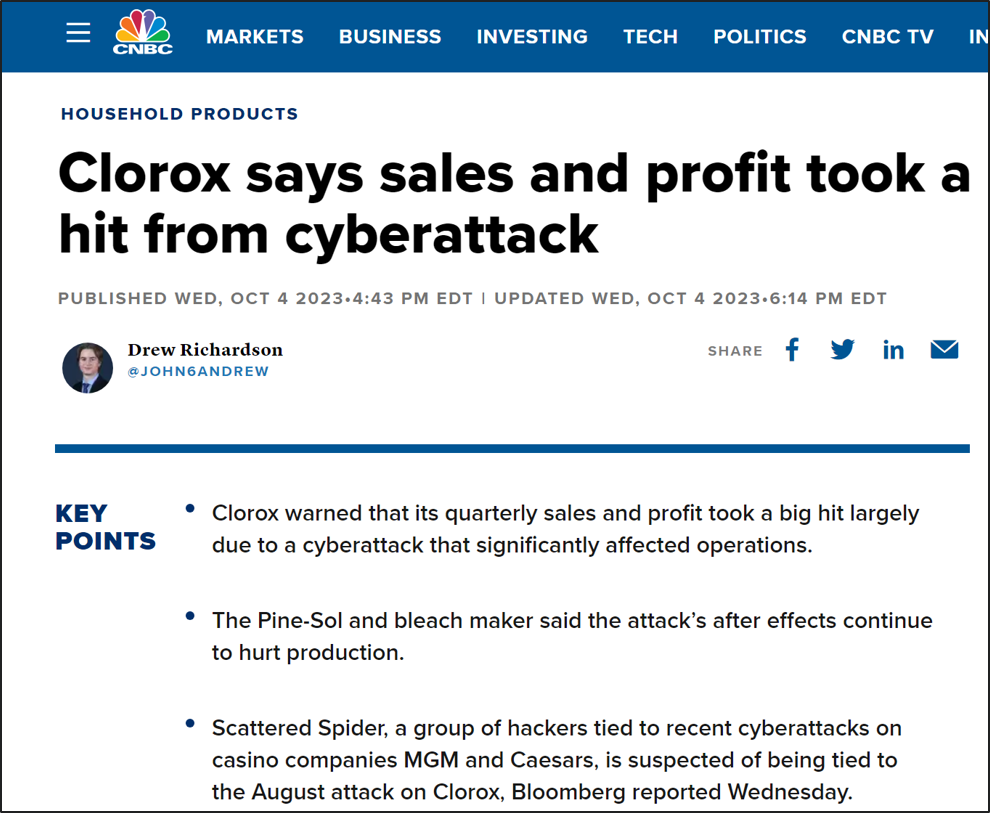 CNBC
MARKETS BUSINESS INVESTING TECH POLITICS CNBC TV IN
HOUSEHOLD PRODUCTS
Clorox says sales and profit took a
hit from cyberattack
PUBLISHED WED, OCT 4 2023•4:43 PM EDT | UPDATED WED, OCT 4 2023•6:14 PM EDT
Drew Richardson
@JOHN6ANDREW
SHARE
KEY
POINTS
• Clorox warned that its quarterly sales and profit took a big hit largely
due to a cyberattack that significantly affected operations.
• The Pine-Sol and bleach maker said the attack’s after effects continue
to hurt production.
• Scattered Spider, a group of hackers tied to recent cyberattacks on
casino companies MGM and Caesars, is suspected of being tied to
the August attack on Clorox, Bloomberg reported Wednesday.